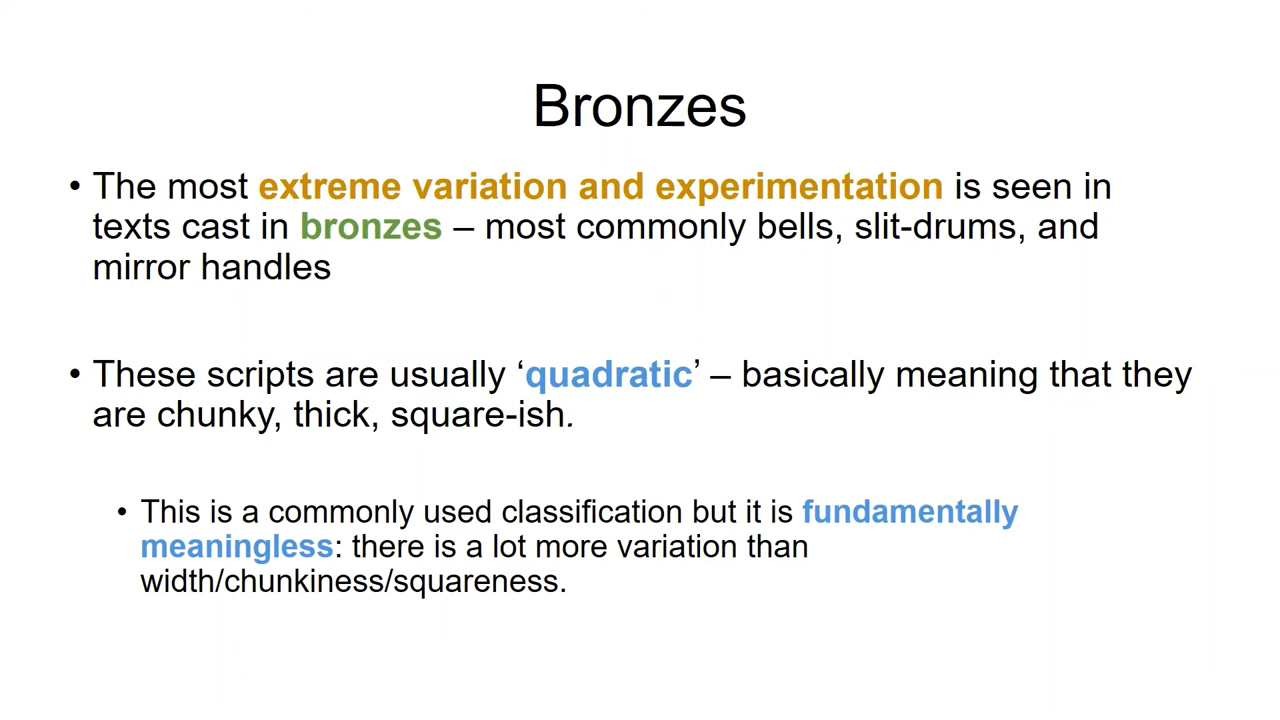 Bronzes
• The most extreme variation and experimentation is seen in
texts cast in bronzes – most commonly bells, slit-drums, and
mirror handles
• These scripts are usually ‘quadratic’ – basically meaning that they
are chunky, thick, square-ish.
• This is a commonly used classification but it is fundamentally
meaningless: there is a lot more variation than
width/chunkiness/squareness.